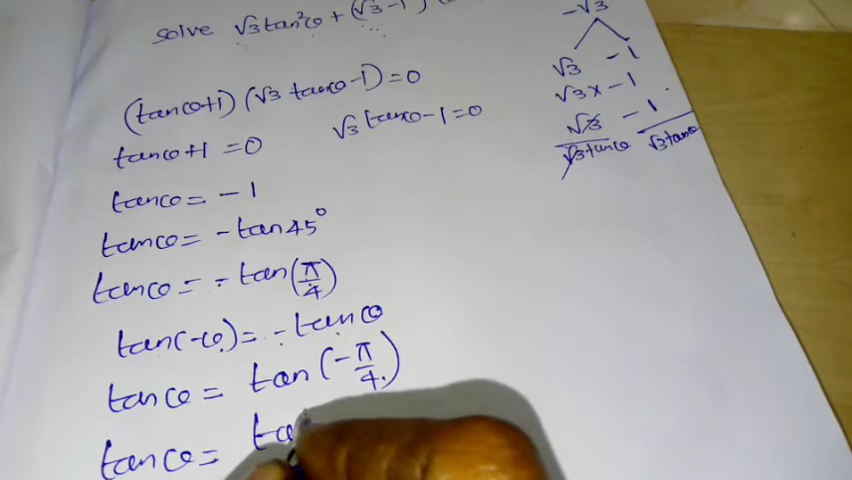 solve √3tan²θ + (√3-1)
(tanθ+1) (√3 tanθ-1)=0
tanθ+1 =0
√3 tanθ-1=0
tanθ= -1
tanθ= -tan45°
tanθ= -tan(π/4)
tan(-θ)= -tanθ
tanθ = tan(-π/4)
tanθ= ta
-√3
√3 -1
√3 x -1
√3/√3tanθ -1/√3tanθ